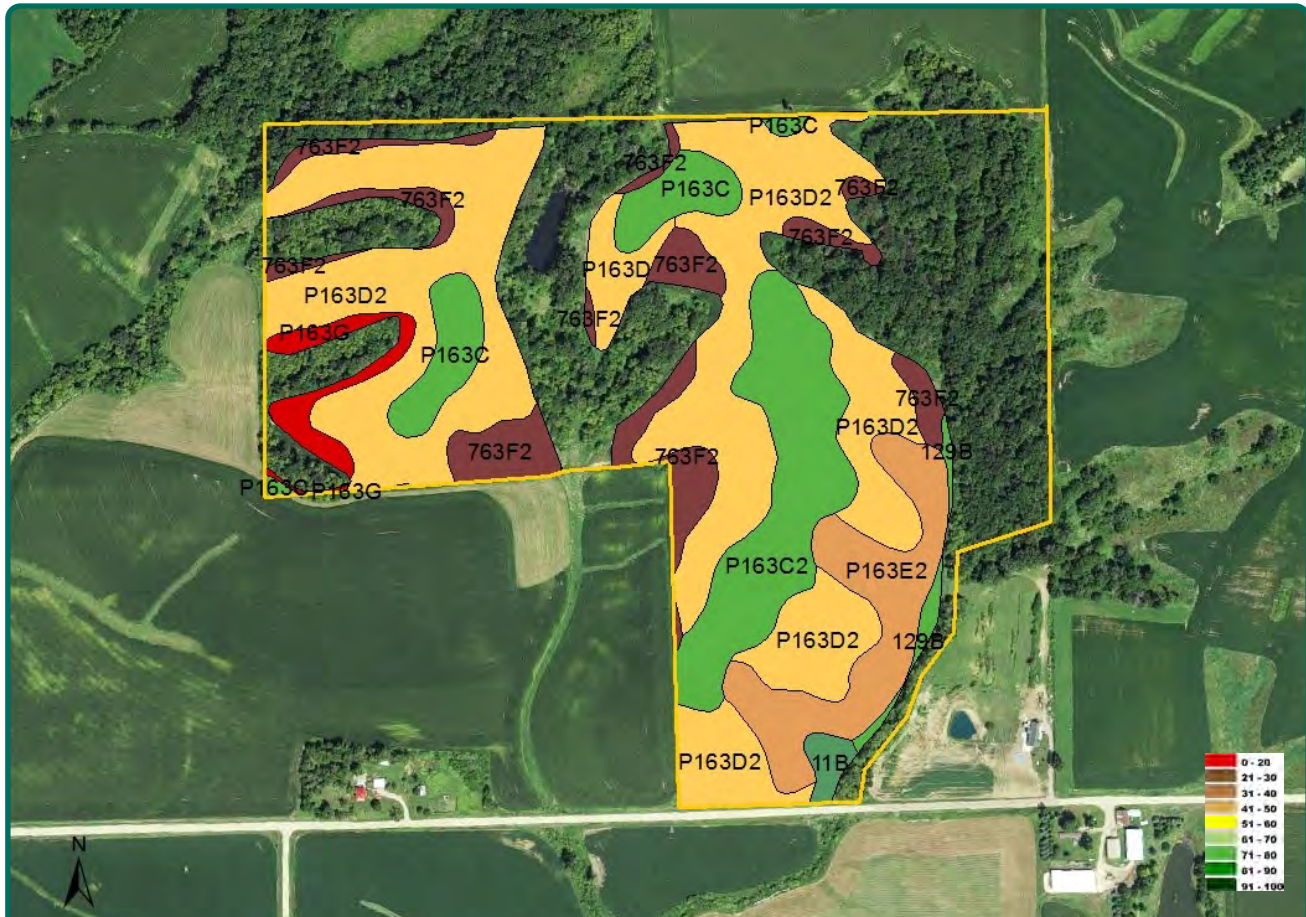 P163C
763F2
763F2
P163C
763F2
P163D2
763F2
763F2
763F2
P163D
763F2
P163D2
763F2
P163G
P163C
763F2
P163D2
129B
763F2
763F2
P163G
P163C2
P163E2
P163D2
129B
P163D2
11B
0 - 20
21 - 30
31 - 40
41 - 50
51 - 60
61 - 70
71 - 80
81 - 90
91 - 100
N